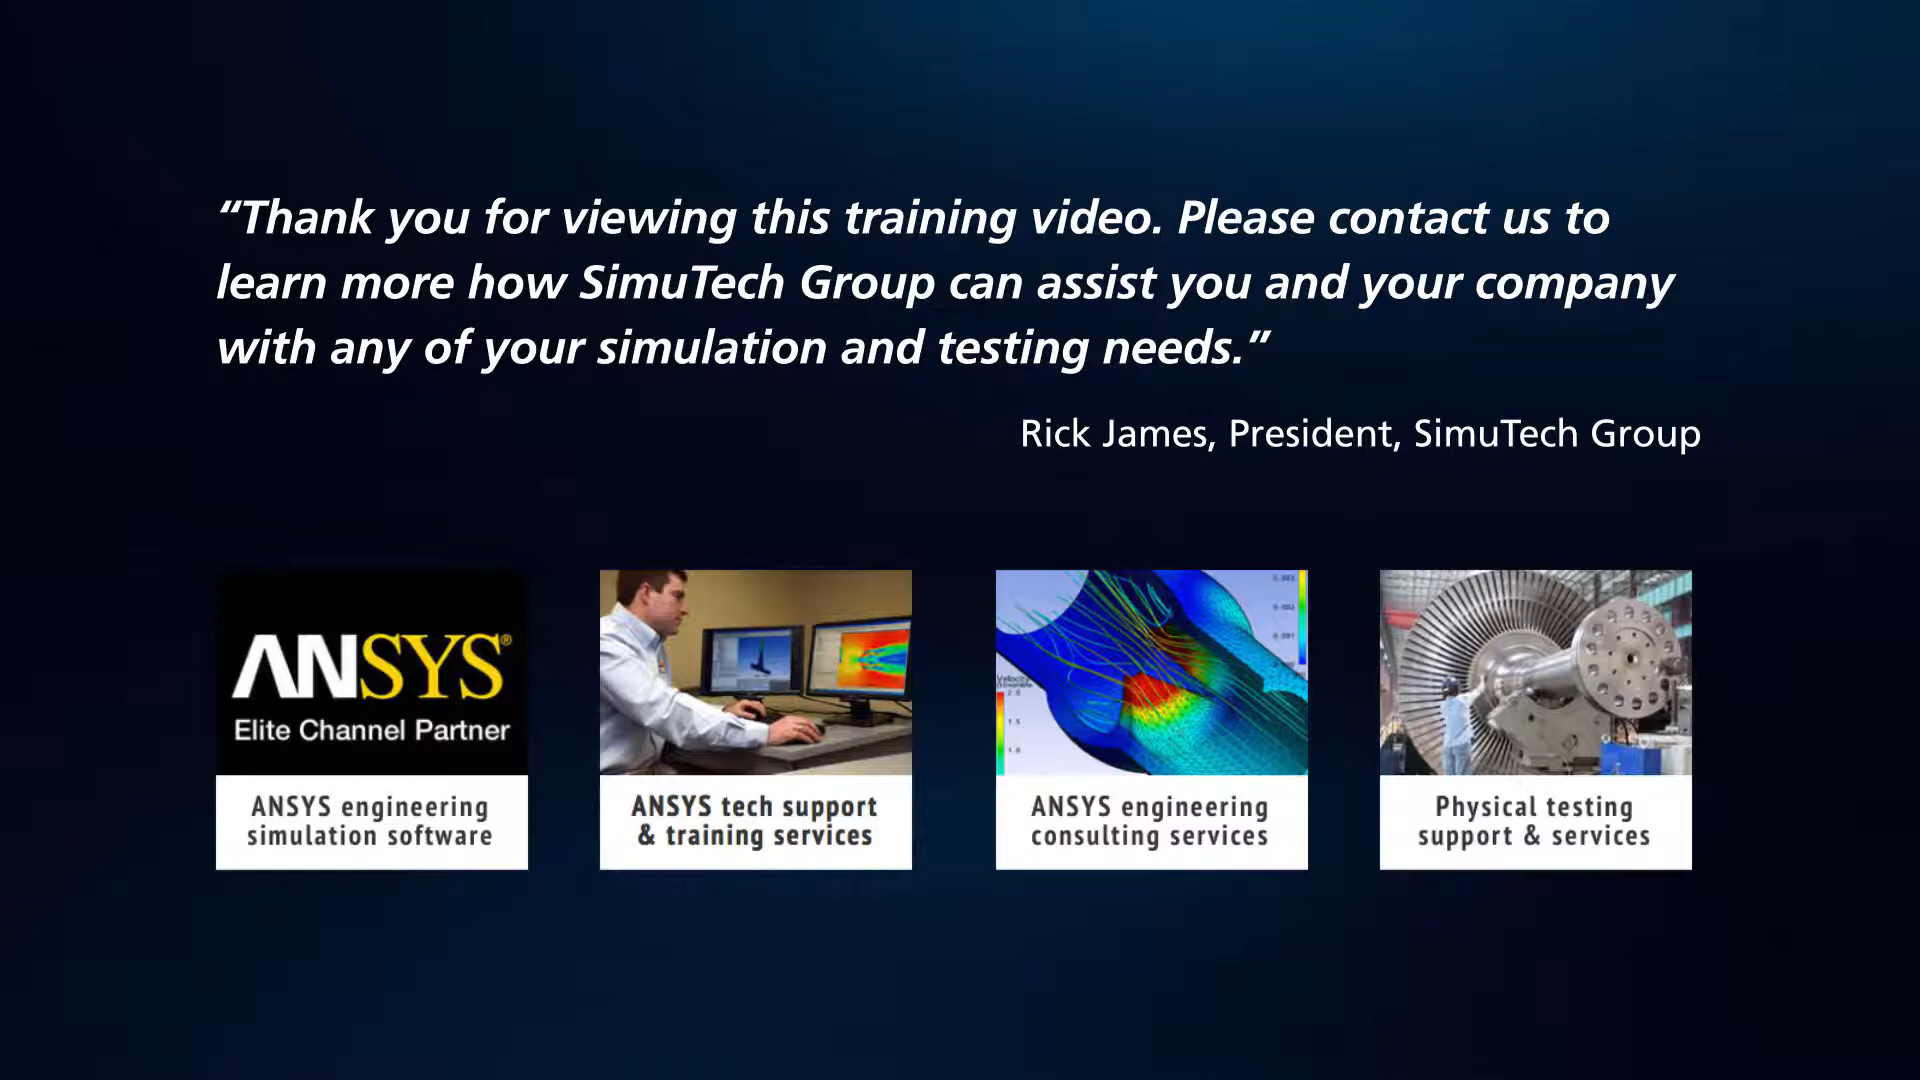 “Thank you for viewing this training video. Please contact us to
learn more how SimuTech Group can assist you and your company
with any of your simulation and testing needs.”
Rick James, President, SimuTech Group
ANSYS®
Elite Channel Partner
ANSYS engineering
simulation software
ANSYS tech support
& training services
Velocity
ANSYS engineering
consulting services
Physical testing
support & services